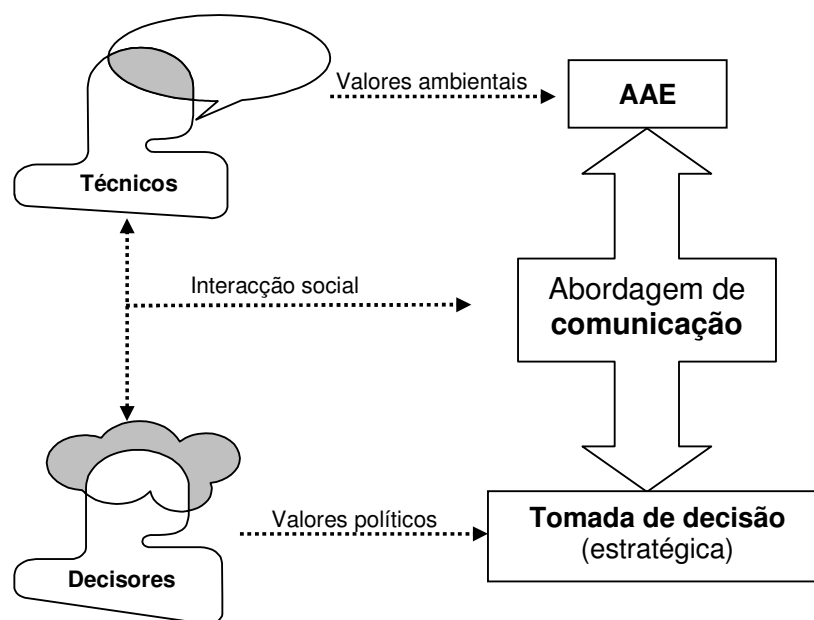 Valores ambientais
AAE
Técnicos
Interacção social
Abordagem de
comunicação
Valores políticos
Tomada de decisão
(estratégica)
Decisores